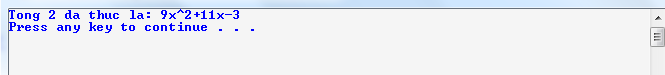 Tong 2 da thuc la: 9x^2+11x-3
Press any key to continue . . .